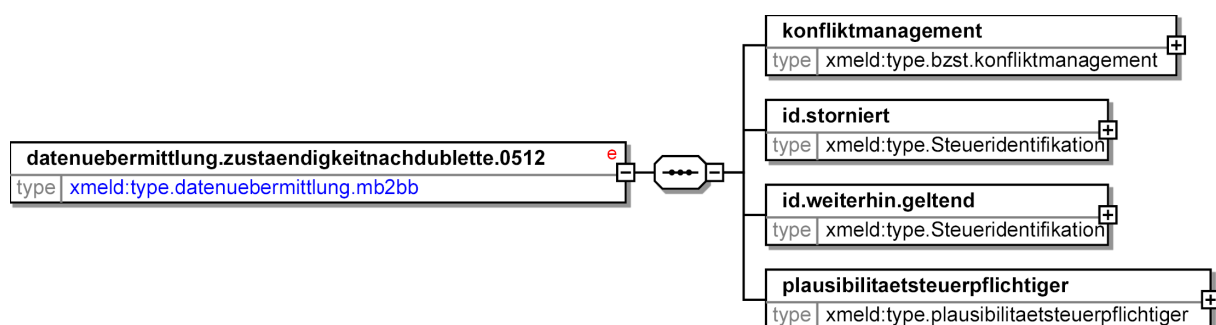 konfliktmanagement
type xmeld:type.bzst.konfliktmanagement
id.storniert
type xmeld:type.Steueridentifikation
datenuebermittlung.zustaendigkeitnachdublette.0512 e
type xmeld:type.datenuebermittlung.mb2bb
id.weiterhin.geltend
type xmeld:type.Steueridentifikation
plausibilitaetsteuerpflichtiger
type xmeld:type.plausibilitaetsteuerpflichtiger